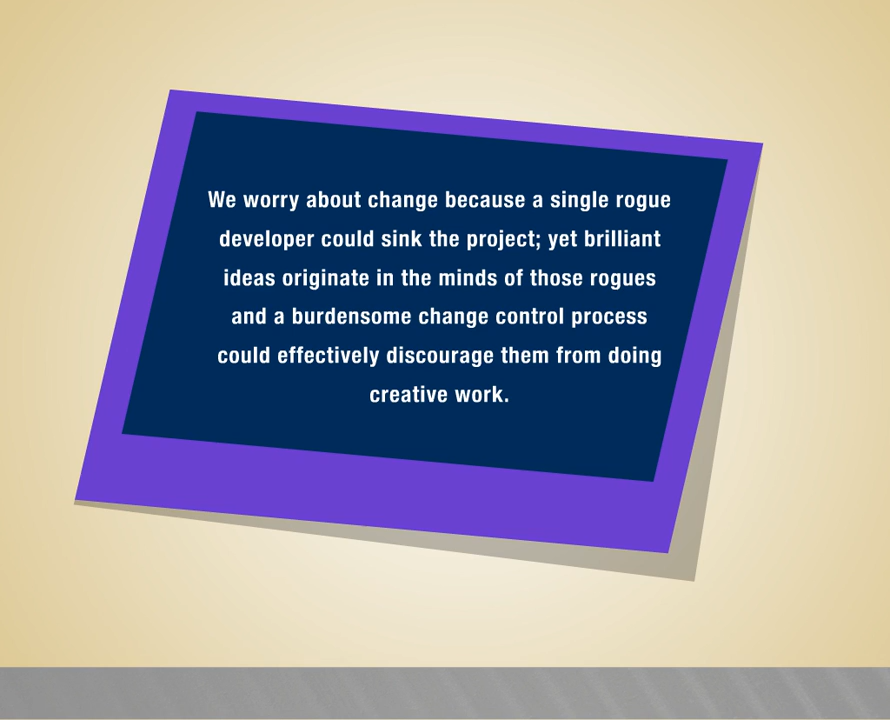 We worry about change because a single rogue
developer could sink the project; yet brilliant
ideas originate in the minds of those rogues
and a burdensome change control process
could effectively discourage them from doing
creative work.